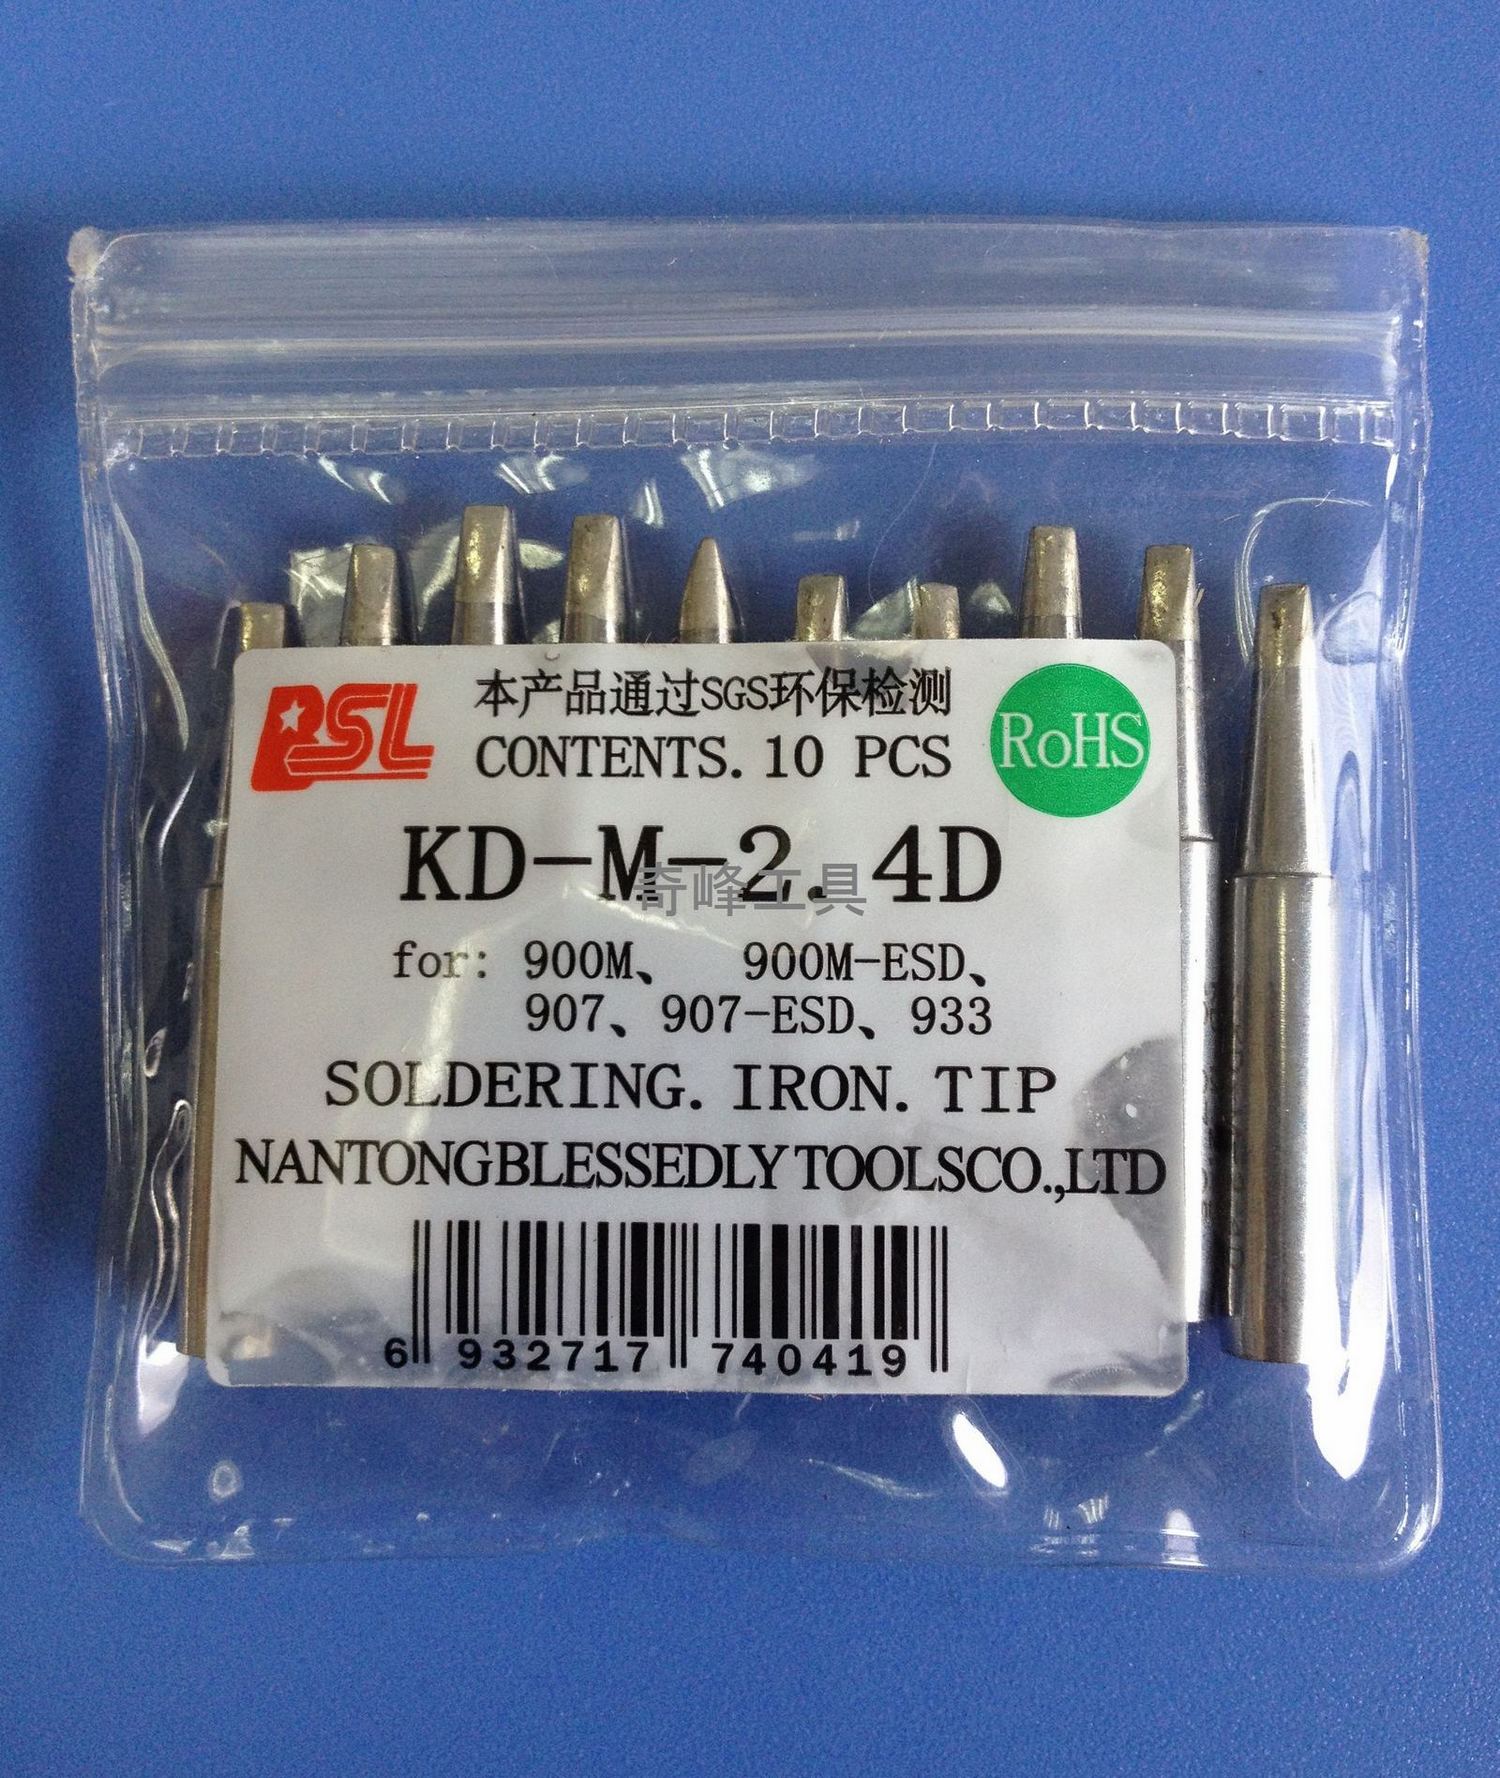 BSL
本产品通过SGS环保检测
CONTENTS. 10 PCS
RoHS
KD-M-2. 4D
奇峰工具
for: 900M、 900M-ESD、
907、907-ESD、933
SOLDERING. IRON. TIP
NANTONGBLESSEDLYTOOLSCO.,LTD
6 932717 740419